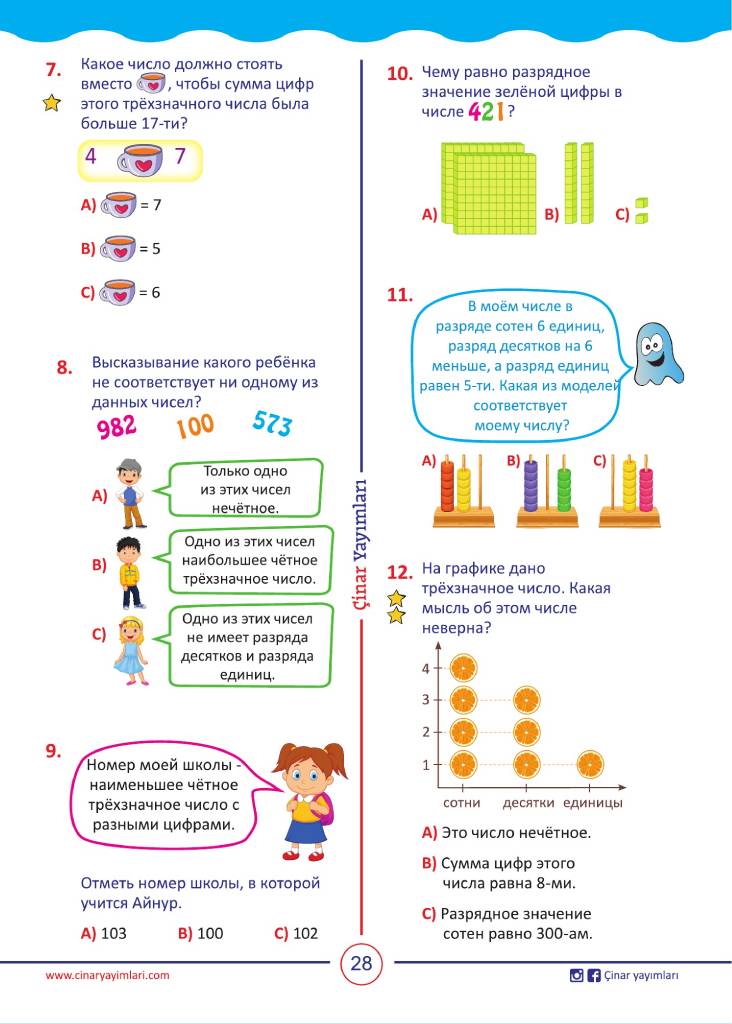 7.
Какое число должно стоять
вместо , чтобы сумма цифр
этого трёхзначного числа была
больше 17-ти?
4 7
A) = 7
B) = 5
C) = 6
8.
Высказывание какого ребёнка
не соответствует ни одному из
данных чисел?
982 100 573
A)
Только одно
из этих чисел
нечётное.
B)
Одно из этих чисел
наибольшее чётное
трёхзначное число.
C)
Одно из этих чисел
не имеет разряда
десятков и разряда
единиц.
9.
Номер моей школы -
наименьшее чётное
трёхзначное число с
разными цифрами.
Отметь номер школы, в которой
учится Айнур.
A) 103 B) 100 C) 102
Çinar Yayımları
10.
Чему равно разрядное
значение зелёной цифры в
числе 421?
A) B) C)
11.
В моём числе в
разряде сотен 6 единиц,
разряд десятков на 6
меньше, а разряд единиц
равен 5-ти. Какая из моделей
соответствует
моему числу?
A) B) C)
12.
На графике дано
трёхзначное число. Какая
мысль об этом числе
неверна?
4
3
2
1
сотни десятки единицы
A) Это число нечётное.
B) Сумма цифр этого
числа равна 8-ми.
C) Разрядное значение
сотен равно 300-ам.
www.cinaryayimlari.com
28
Çinar yayımları